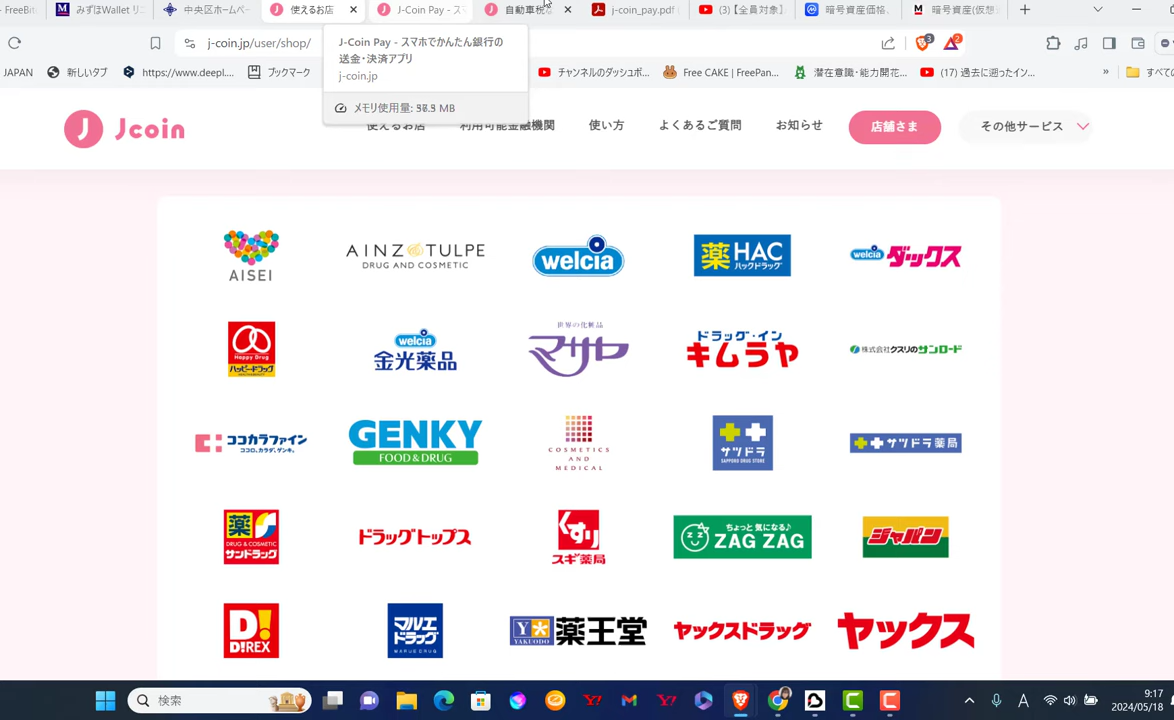 FreeBit
みずほWallet リニ
中央区ホームペー
使えるお店
J-Coin Pay - スマ
自動車税な
j-coin_pay.pdf
(3)【全員対象】
暗号資産価格、
暗号資産(仮想
j-coin.jp/user/shop/
3
2
JAPAN
新しいタブ
https://www.deepl...
ブックマーク
チャンネルのダッシュボ...
Free CAKE | FreePan...
潜在意識・能力開花...
(17) 過去に遡ったイン...
»
すべて
J-Coin Pay - スマホでかんたん銀行の
送金・決済アプリ
j-coin.jp
メモリ使用量:
MB
J Jcoin
使えるお店
利用可能金融機関
使い方
よくあるご質問
お知らせ
店舗さま
その他サービス
AISEI
AINZ & TULPE
DRUG AND COSMETIC
welcia
薬 HAC
ハックドラッグ
welcia ダックス
Happy Drug
ハッピードラッグ
welcia
金光薬品
世界の化粧品
マサヤ
ドラッグ・イン
キムラヤ
株式会社クスリのサンロード
ココカラファイン
ココロ、カラダ、ゲンキ。
GENKY
FOOD & DRUG
COSMETICS
AND
MEDICAL
サツドラ
SAPPORO DRUG STORE
サツドラ薬局
薬
DRUG & COSMETIC
サンドラッグ
ドラッグトップス
くすり
スギ薬局
ちょっと気になる♪
ZAG ZAG
ジャパン
D!
D!REX
マルエ
ドラッグ
MARUE DRUG
YAKUODO
薬王堂
ヤックスドラッグ
ヤックス
検索
A
9:17
2024/05/18